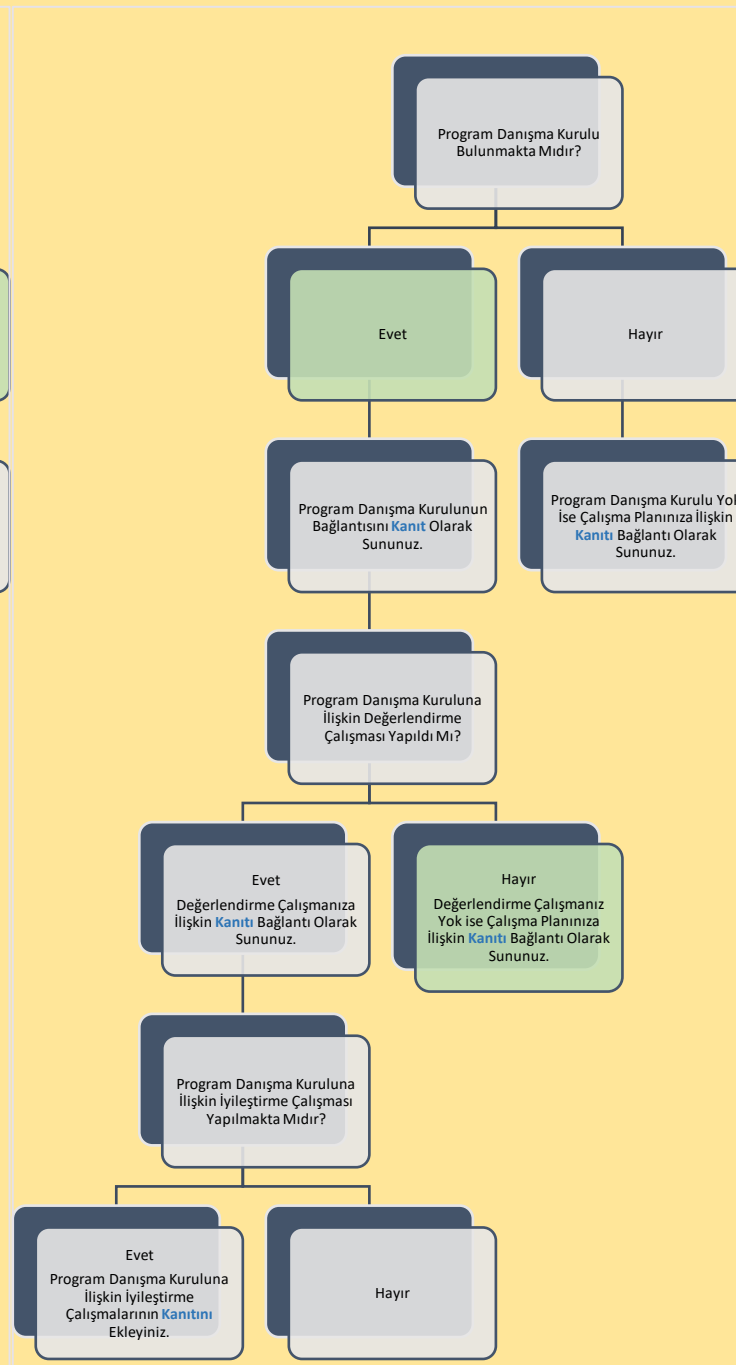 Program Danışma Kurulu
Bulunmakta Mıdır?
Evet
Hayır
Program Danışma Kurulunun
Bağlantısını Kanıt Olarak
Sununuz.
Program Danışma Kurulu Yok
İse Çalışma Planınıza İlişkin
Kanıtı Bağlantı Olarak
Sununuz.
Program Danışma Kuruluna
İlişkin Değerlendirme
Çalışması Yapıldı Mı?
Evet
Değerlendirme Çalışmanıza
İlişkin Kanıtı Bağlantı Olarak
Sununuz.
Hayır
Değerlendirme Çalışmanız
Yok ise Çalışma Planınıza
İlişkin Kanıtı Bağlantı Olarak
Sununuz.
Program Danışma Kuruluna
İlişkin İyileştirme Çalışması
Yapılmakta Mıdır?
Evet
Program Danışma Kuruluna
İlişkin İyileştirme
Çalışmalarının Kanıtını
Ekleyiniz.
Hayır